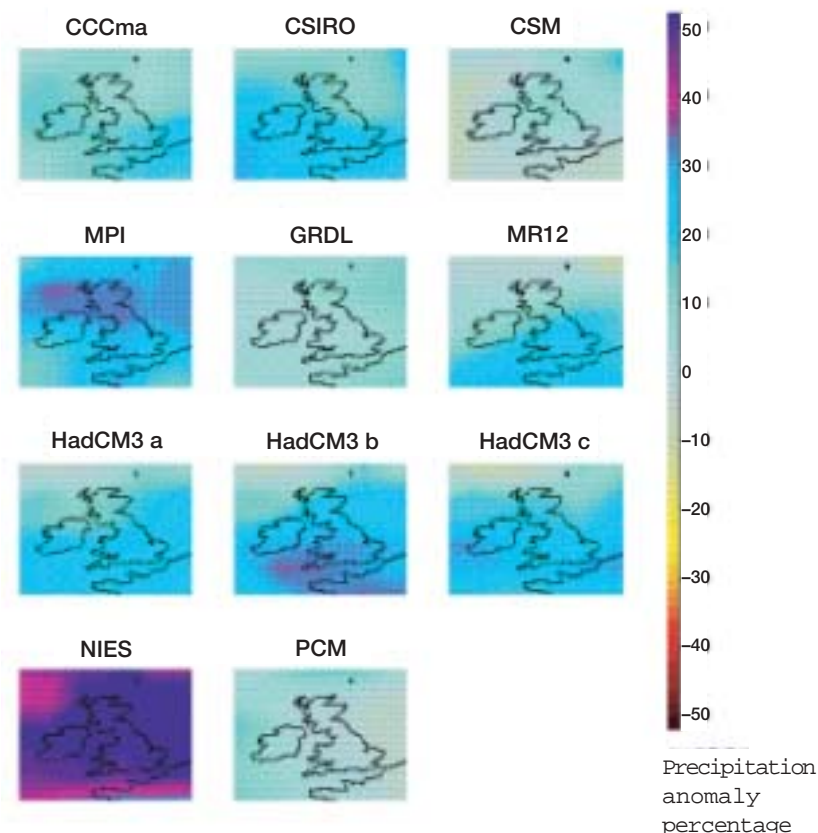 CCCma CSIRO CSM
MPI GRDL MR12
HadCM3 a HadCM3 b HadCM3 c
NIES PCM
50
40
30
20
10
0
–10
–20
–30
–40
–50
Precipitation
anomaly
percentage